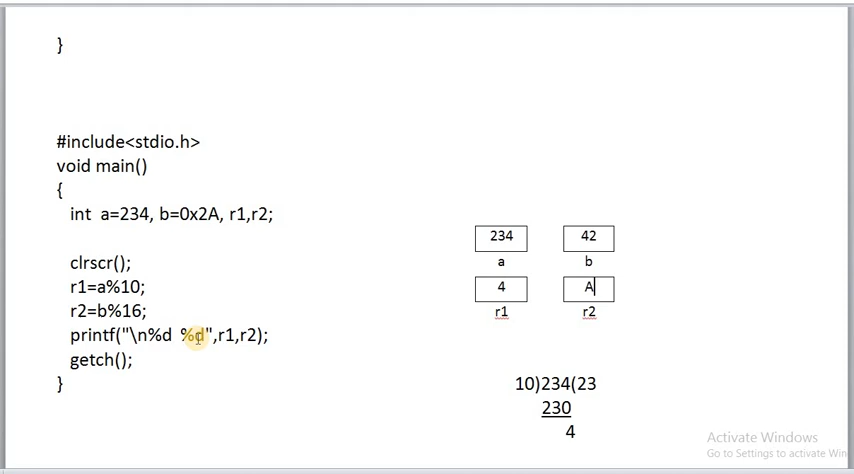 }
#include<stdio.h>
void main()
{
int a=234, b=0x2A, r1,r2;
clrscr();
r1=a%10;
r2=b%16;
printf("\n%d %d",r1,r2);
getch();
}
234 42
a b
4 A
r1 r2
10)234(23
230
4
Activate Windows
Go to Settings to activate Win